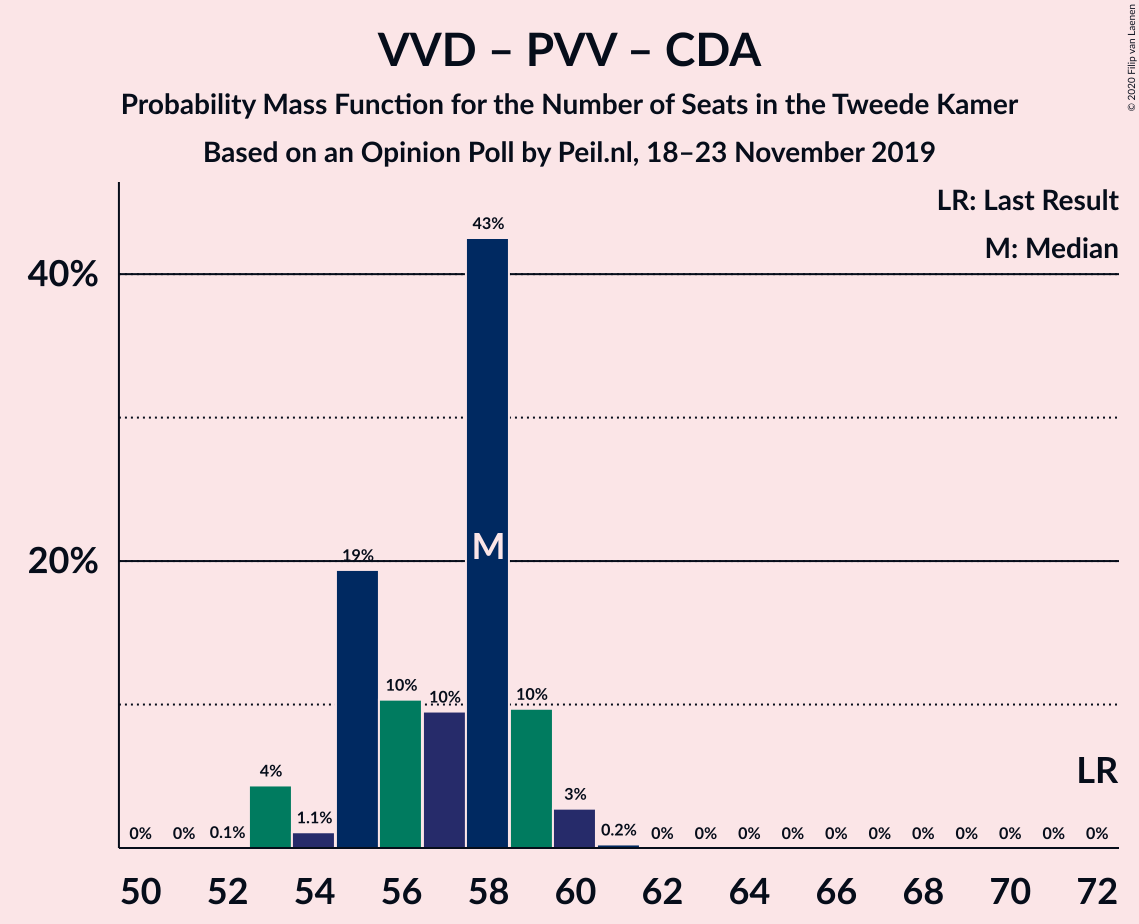 VVD – PVV – CDA
Probability Mass Function for the Number of Seats in the Tweede Kamer
Based on an Opinion Poll by Peil.nl, 18–23 November 2019
© 2020 Filip van Laenen
LR: Last Result
M: Median
40%
20%
0% 0% 0.1% 4% 1.1% 19% 10% 10% 43% 10% 3% 0.2% 0% 0% 0% 0% 0% 0% 0% 0% 0% 0% 0%
M
LR
50 52 54 56 58 60 62 64 66 68 70 72